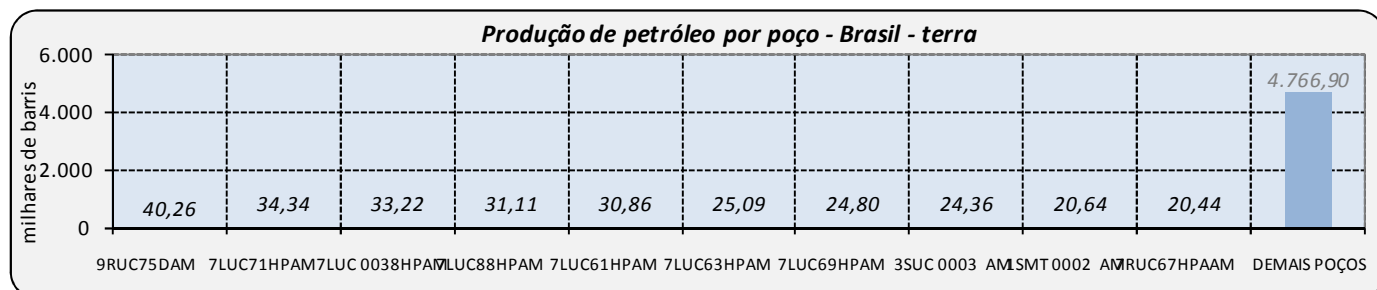 Produção de petróleo por poço - Brasil - terra
milhares de barris
6.000
4.000
2.000
0
40,26 34,34 33,22 31,11 30,86 25,09 24,80 24,36 20,64 20,44 4.766,90
9RUC75DAM 7LUC71HPAM 7LUC 0038HPAM 7LUC88HPAM 7LUC61HPAM 7LUC63HPAM 7LUC69HPAM 3SUC 0003 AM 1SMT 0002 AM 7RUC67HPAAM DEMAIS POÇOS